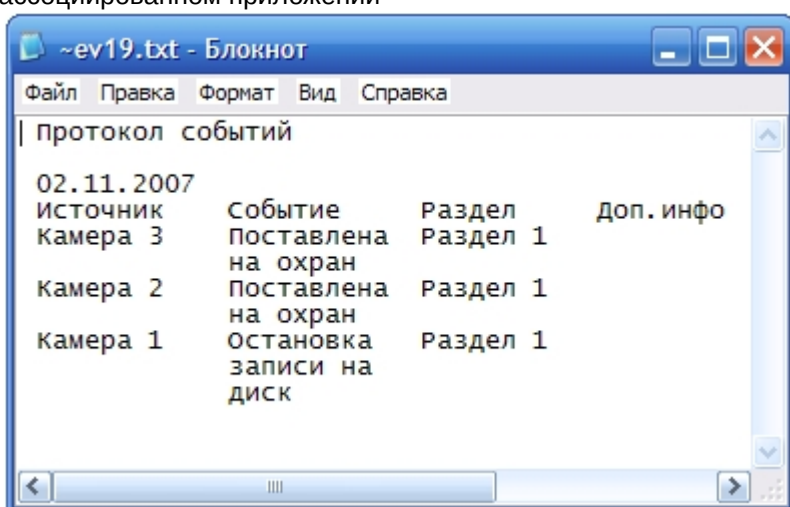 ассоциированном приложении
~ev19.txt - Блокнот
Файл Правка Формат Вид Справка
Протокол событий
02.11.2007
Источник Событие Раздел Доп.инфо
Камера 3 Поставлена Раздел 1
на охран
Камера 2 Поставлена Раздел 1
на охран
Камера 1 Остановка Раздел 1
записи на
диск